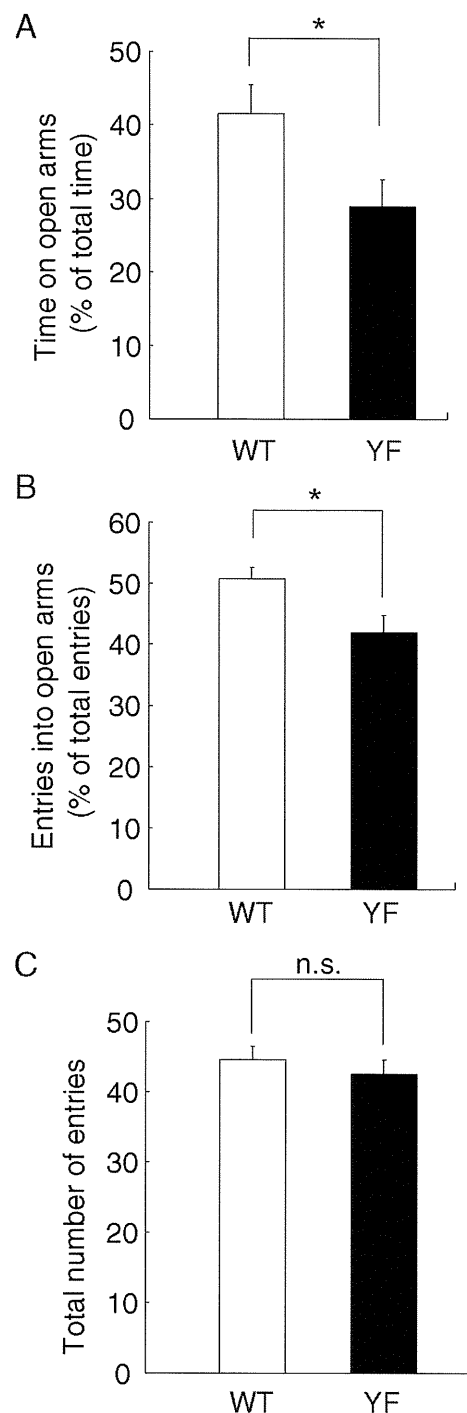 A
*
Time on open arms
(% of total time)
50
40
30
20
10
0
WT YF
B
*
Entries into open arms
(% of total entries)
60
50
40
30
20
10
0
WT YF
C
n.s.
Total number of entries
50
40
30
20
10
0
WT YF